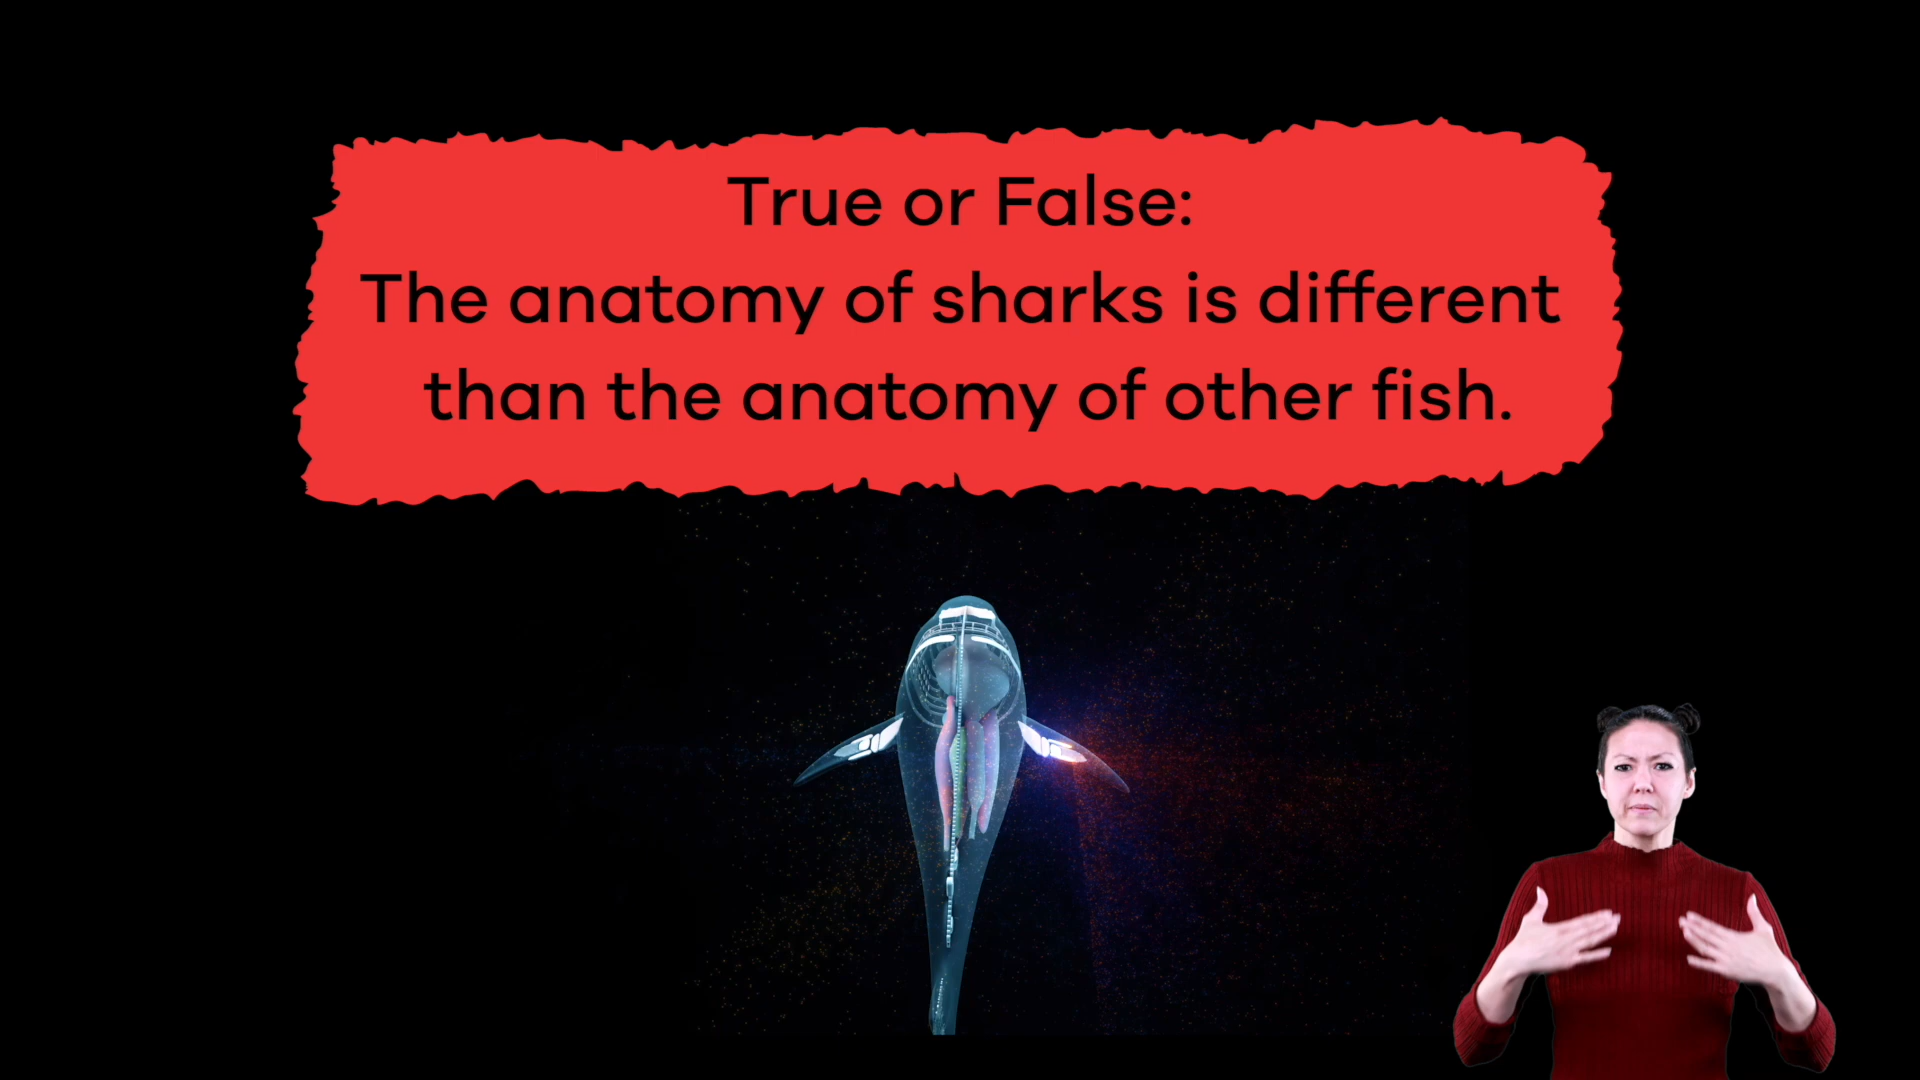 True or False:
The anatomy of sharks is different
than the anatomy of other fish.